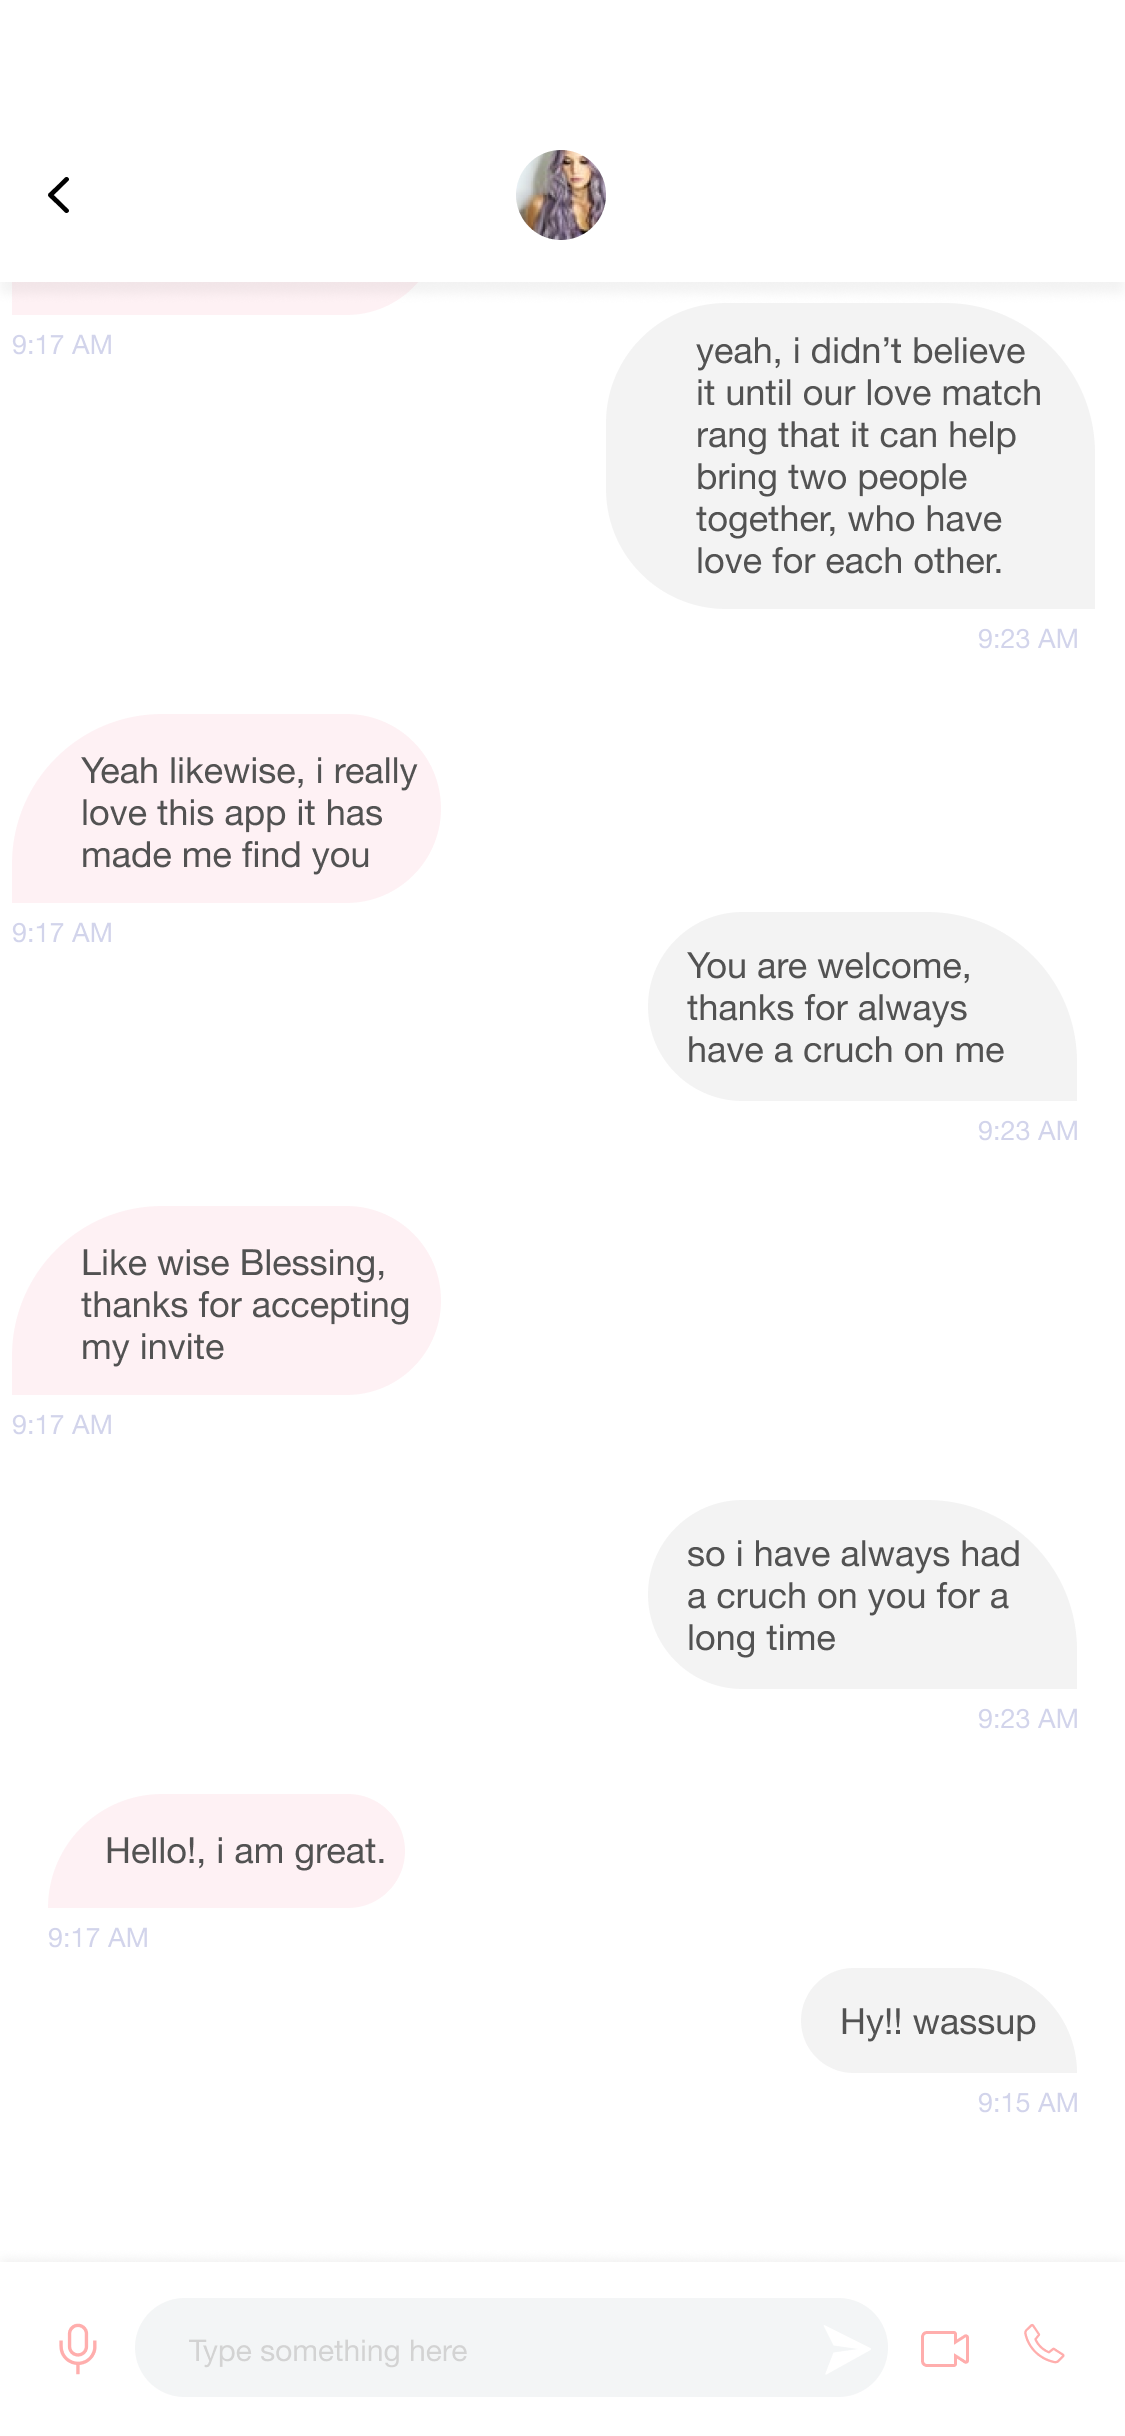 9:17 AM
yeah, i didn’t believe
it until our love match
rang that it can help
bring two people
together, who have
love for each other.
9:23 AM
Yeah likewise, i really
love this app it has
made me find you
9:17 AM
You are welcome,
thanks for always
have a cruch on me
9:23 AM
Like wise Blessing,
thanks for accepting
my invite
9:17 AM
so i have always had
a cruch on you for a
long time
9:23 AM
Hello!, i am great.
9:17 AM
Hy!! wassup
9:15 AM
Type something here